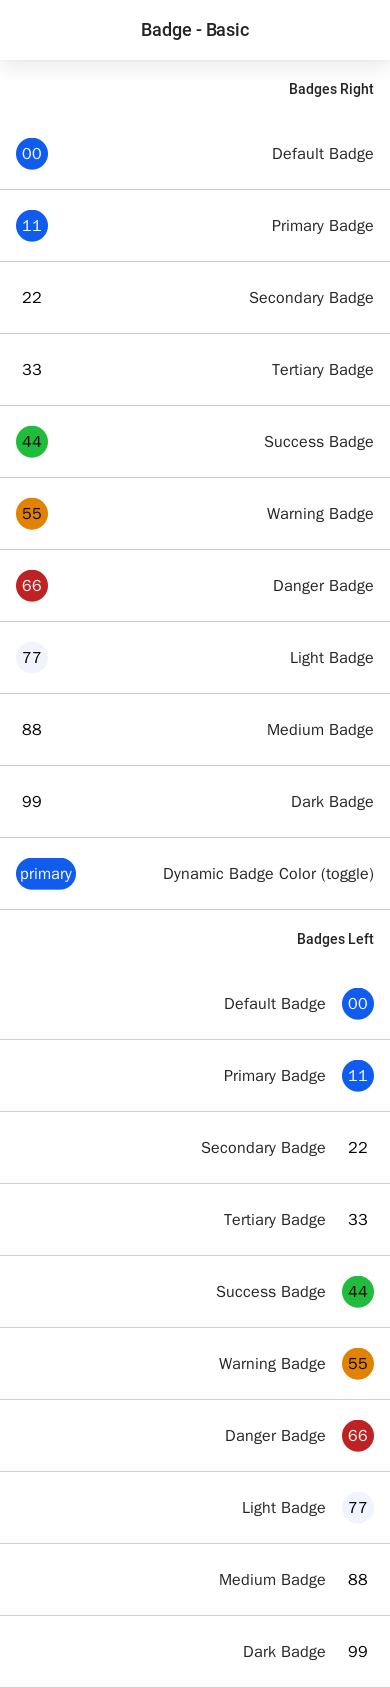 Badge - Basic
Badges Right
00 Default Badge
11 Primary Badge
22 Secondary Badge
33 Tertiary Badge
44 Success Badge
55 Warning Badge
66 Danger Badge
77 Light Badge
88 Medium Badge
99 Dark Badge
primary Dynamic Badge Color (toggle)
Badges Left
Default Badge 00
Primary Badge 11
Secondary Badge 22
Tertiary Badge 33
Success Badge 44
Warning Badge 55
Danger Badge 66
Light Badge 77
Medium Badge 88
Dark Badge 99